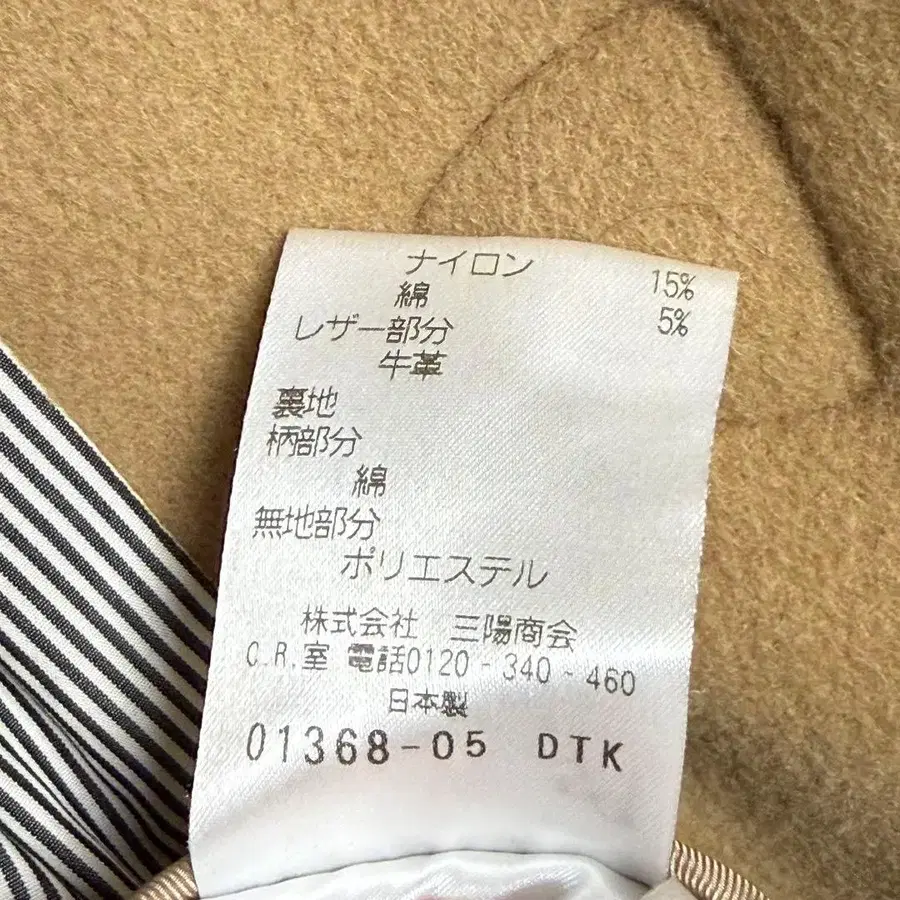 ナイロン 15%
綿 5%
レザー部分
牛革
裏地
柄部分
綿
無地部分
ポリエステル
株式会社 三陽商会
C.R.室 電話0120-340-460
日本製
01368-05 DTK